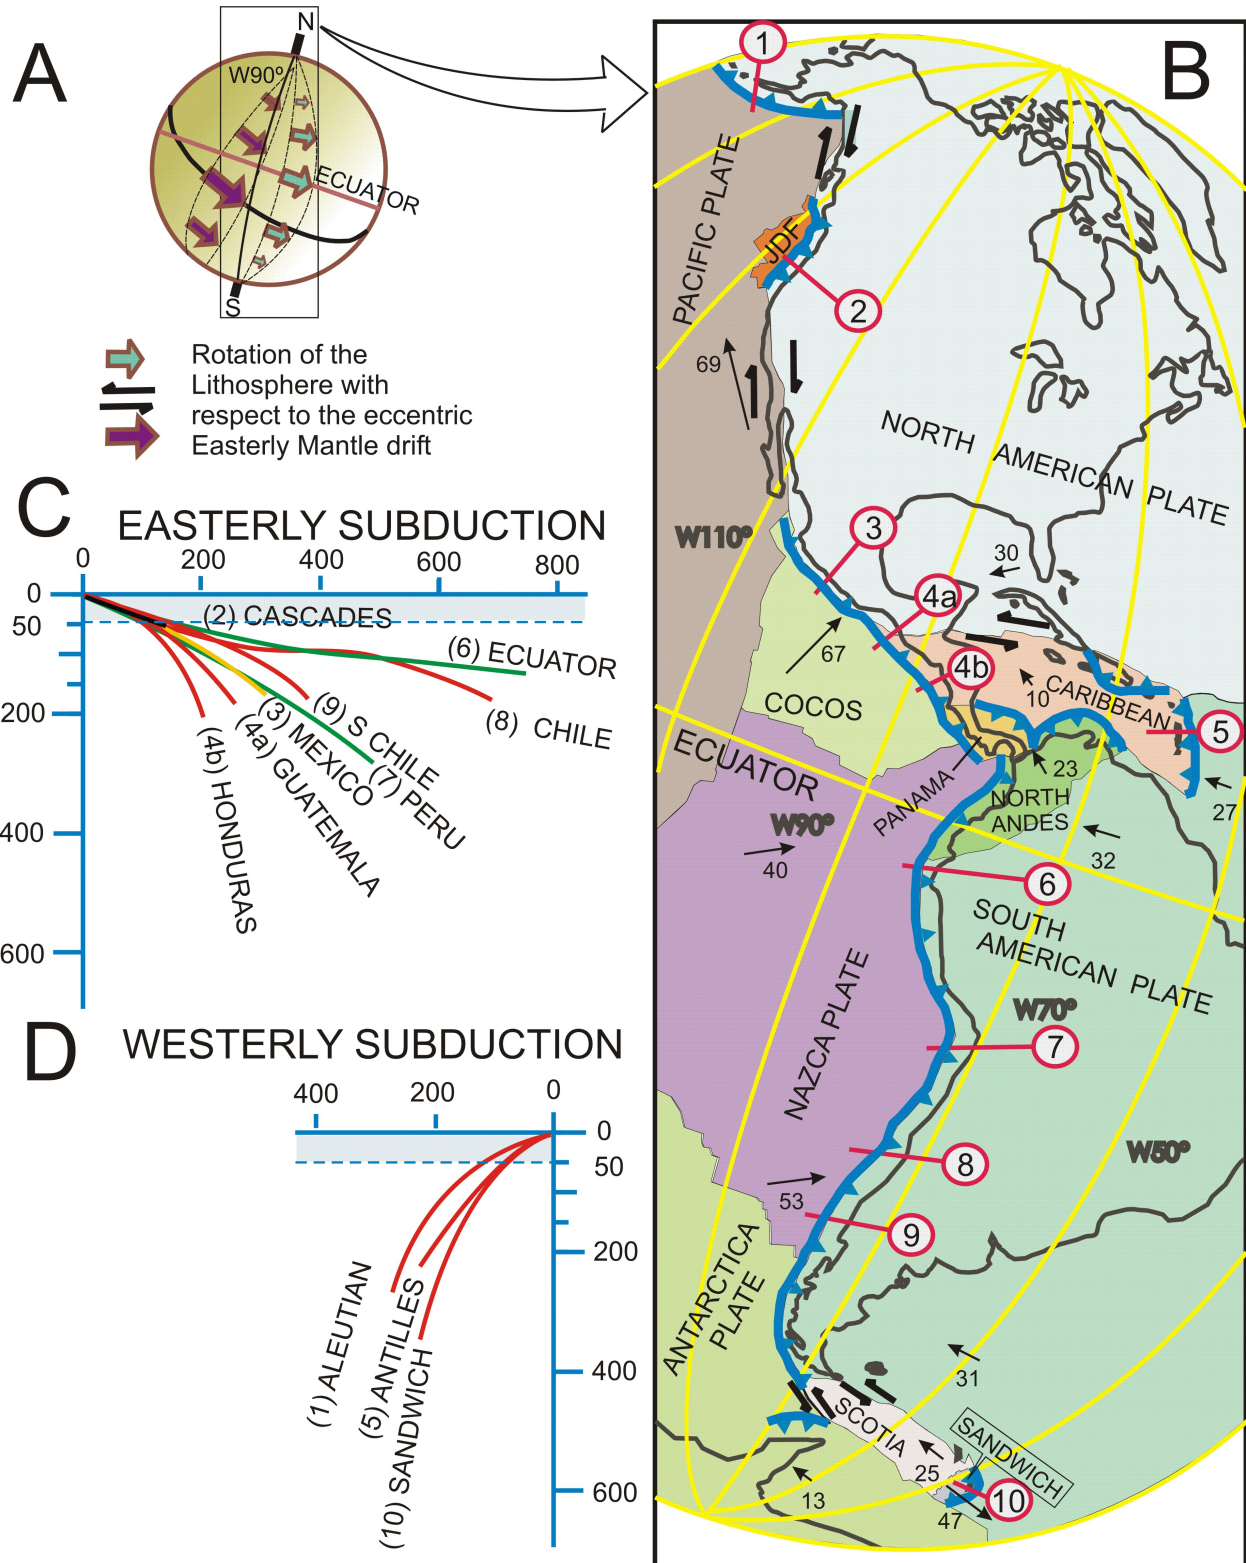 A
N
W90º
ECUATOR
S
Rotation of the
Lithosphere with
respect to the eccentric
Easterly Mantle drift
C
EASTERLY SUBDUCTION
0
200
400
600
800
0
50
200
400
600
(2) CASCADES
(6) ECUATOR
(8) CHILE
(9) S CHILE
(7) PERU
(3) MEXICO
(4a) GUATEMALA
(4b) HONDURAS
D
WESTERLY SUBDUCTION
400
200
0
0
50
200
400
600
(1) ALEUTIAN
(5) ANTILLES
(10) SANDWICH
B
1
PACIFIC PLATE
JDF
2
69
NORTH AMERICAN PLATE
W110º
3
30
4a
67
4b
10
COCOS
CARIBBEAN
5
ECUATOR
PANAMA
23
27
NORTH
ANDES
W90º
40
32
6
SOUTH
AMERICAN PLATE
NAZCA PLATE
W70º
7
W50º
8
53
9
ANTARCTICA
PLATE
31
SCOTIA
SANDWICH
25
10
13
47